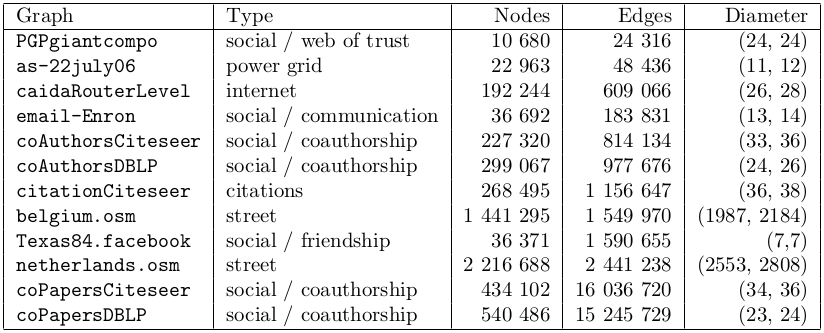 Graph Type Nodes Edges Diameter
PGPgiantcompo social / web of trust 10 680 24 316 (24, 24)
as-22july06 power grid 22 963 48 436 (11, 12)
caidaRouterLevel internet 192 244 609 066 (26, 28)
email-Enron social / communication 36 692 183 831 (13, 14)
coAuthorsCiteseer social / coauthorship 227 320 814 134 (33, 36)
coAuthorsDBLP social / coauthorship 299 067 977 676 (24, 26)
citationCiteseer citations 268 495 1 156 647 (36, 38)
belgium.osm street 1 441 295 1 549 970 (1987, 2184)
Texas84.facebook social / friendship 36 371 1 590 655 (7,7)
netherlands.osm street 2 216 688 2 441 238 (2553, 2808)
coPapersCiteseer social / coauthorship 434 102 16 036 720 (34, 36)
coPapersDBLP social / coauthorship 540 486 15 245 729 (23, 24)